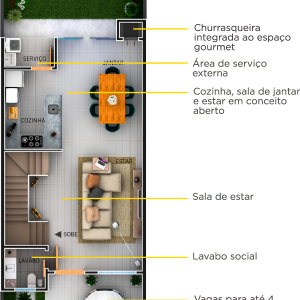 Churrasqueira
integrada ao espaço
gourmet
SERVIÇO
JANTAR
Área de serviço
externa
Cozinha, sala de jantar
e estar em conceito
aberto
COZINHA
ESTAR
Sala de estar
SOBE
LAVABO
Lavabo social
Vagas para até 4